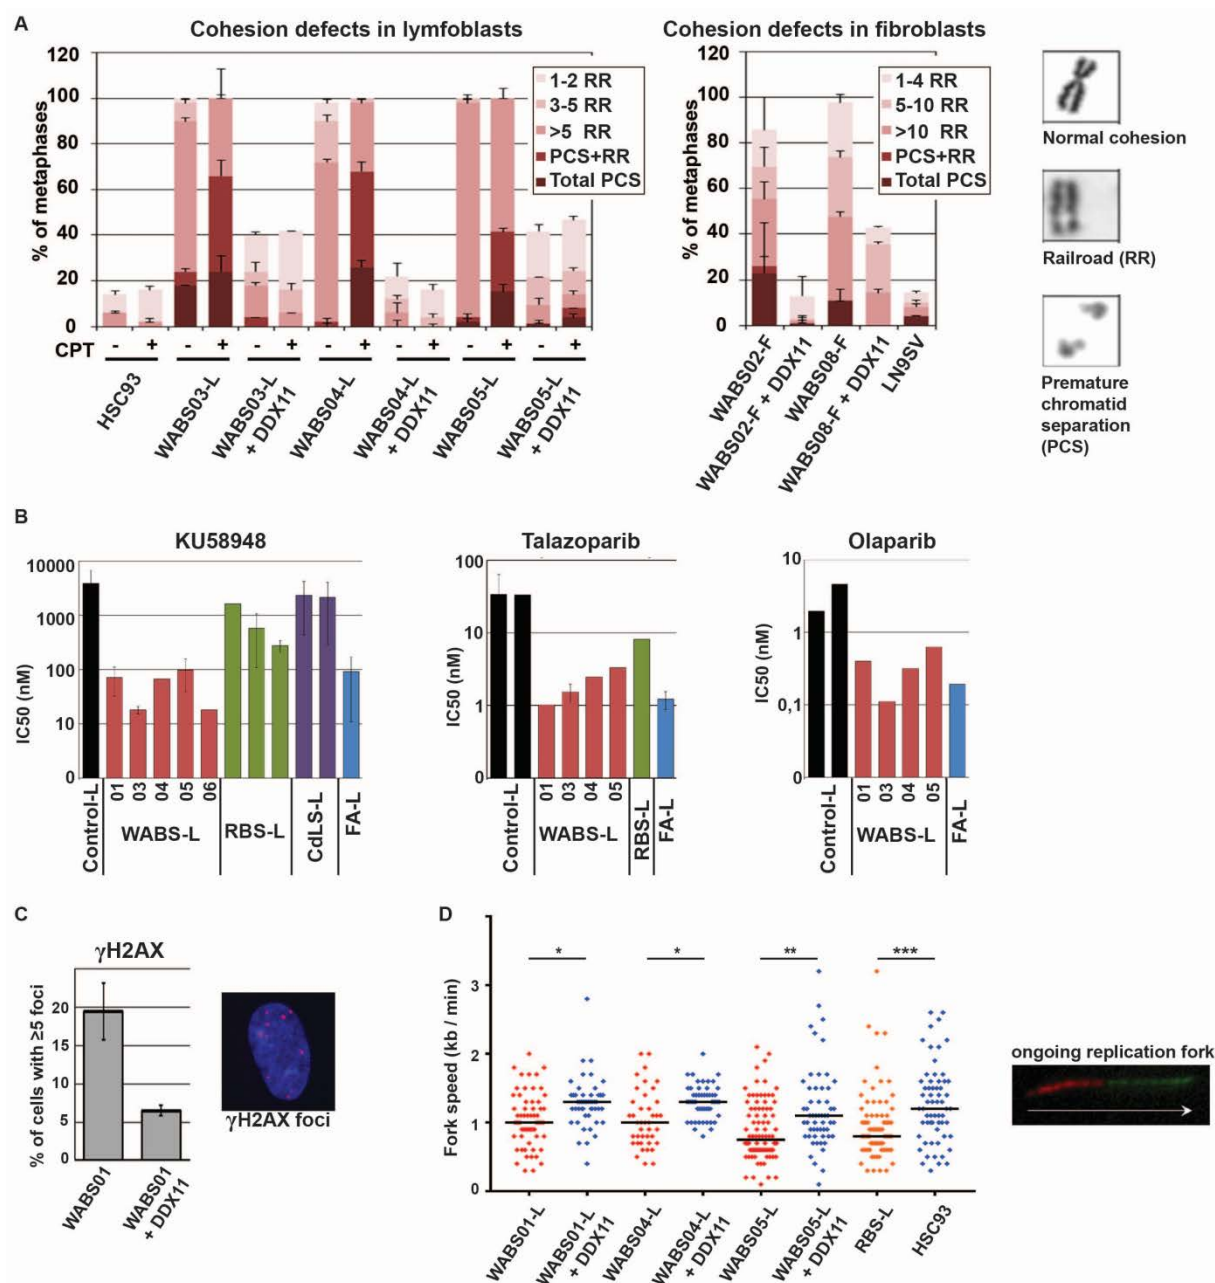 A
Cohesion defects in lymfoblasts
% of metaphases
120
100
80
60
40
20
0
1-2 RR
3-5 RR
>5 RR
PCS+RR
Total PCS
CPT - + - + - + - + - + - + - +
HSC93
WABS03-L
WABS03-L
+ DDX11
WABS04-L
WABS04-L
+ DDX11
WABS05-L
WABS05-L
+ DDX11
Cohesion defects in fibroblasts
% of metaphases
120
100
80
60
40
20
0
1-4 RR
5-10 RR
>10 RR
PCS+RR
Total PCS
WABS02-F
WABS02-F + DDX11
WABS08-F
WABS08-F + DDX11
LN9SV
Normal cohesion
Railroad (RR)
Premature
chromatid
separation
(PCS)
B
KU58948
IC50 (nM)
10000
1000
100
10
0
Control-L
01 03 04 05 06
WABS-L
RBS-L
CdLS-L
FA-L
Talazoparib
IC50 (nM)
100
10
1
0
Control-L
01 03 04 05
WABS-L
RBS-L
FA-L
Olaparib
IC50 (nM)
10
1
0,1
0
Control-L
01 03 04 05
WABS-L
FA-L
C
γH2AX
% of cells with ≥5 foci
20
15
10
5
0
WABS01
WABS01
+ DDX11
γH2AX foci
D
Fork speed (kb / min)
3
2
1
0
* * ** ***
WABS01-L
WABS01-L
+ DDX11
WABS04-L
WABS04-L
+ DDX11
WABS05-L
WABS05-L
+ DDX11
RBS-L
HSC93
ongoing replication fork